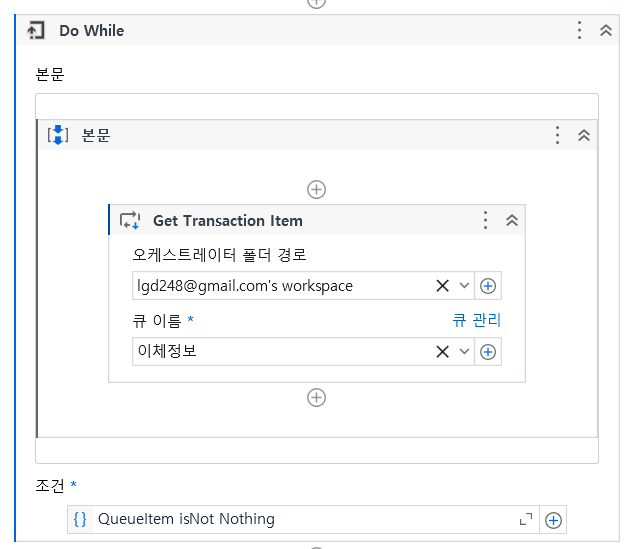 Do While
본문
본문
Get Transaction Item
오케스트레이터 폴더 경로
lgd248@gmail.com's workspace
큐 이름 * 큐 관리
이체정보
조건 *
{} QueueItem isNot Nothing